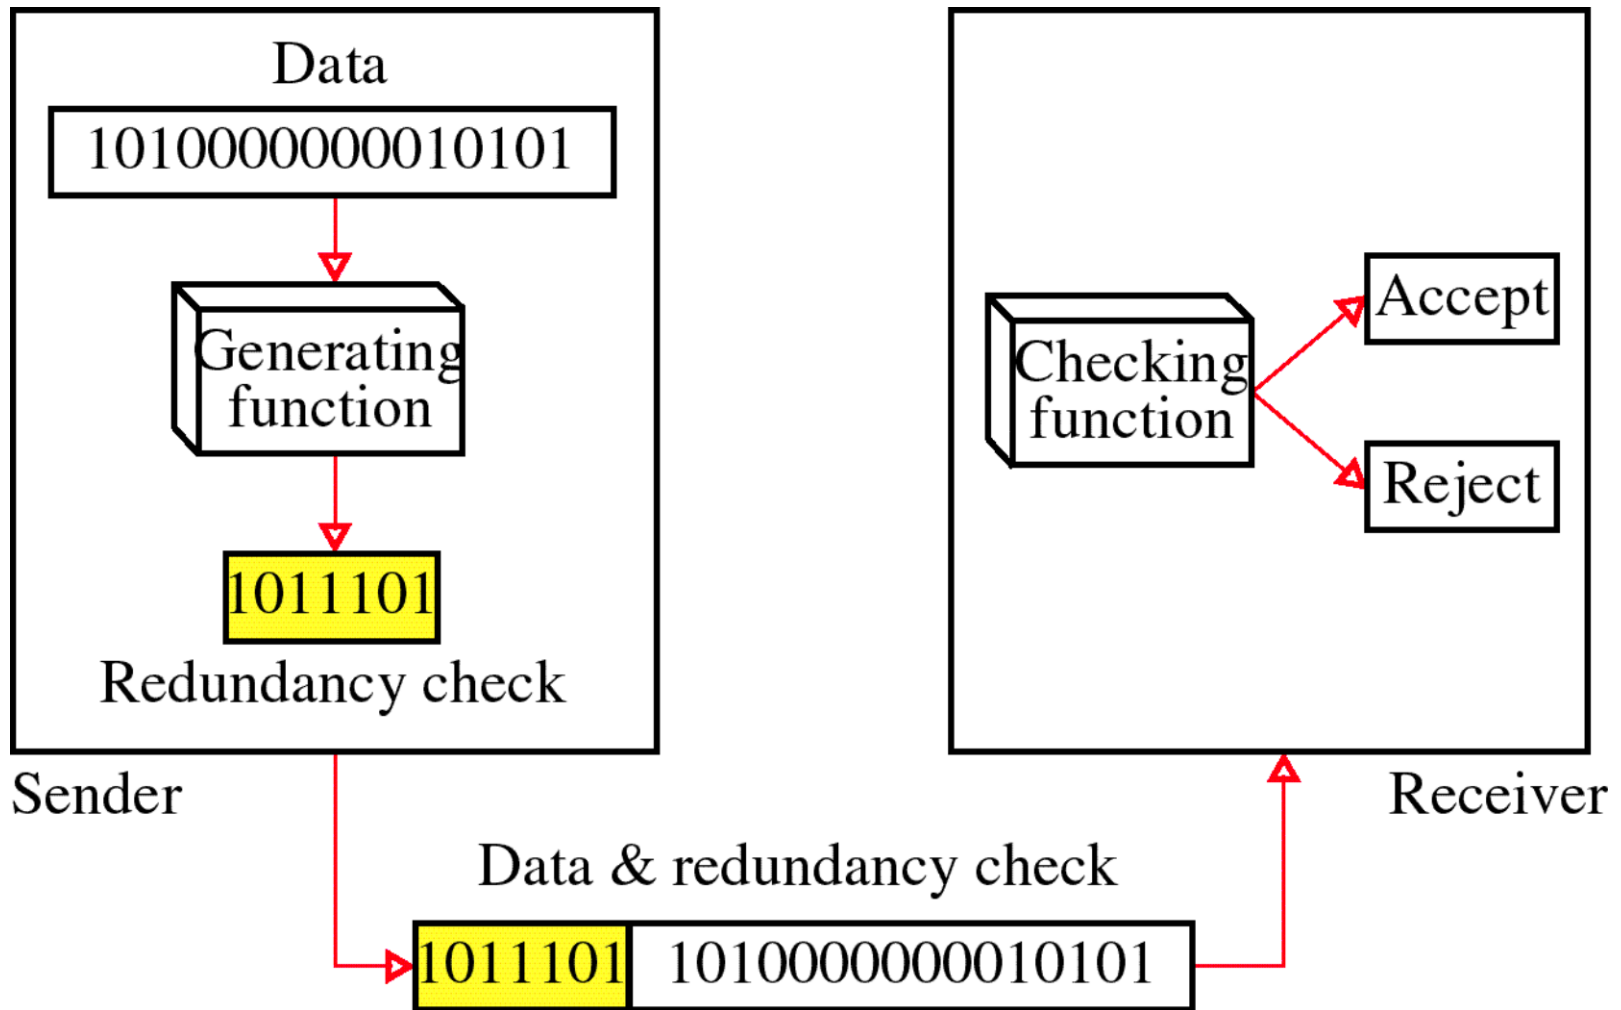 Data
1010000000010101
Generating
function
1011101
Redundancy check
Sender
Checking
function
Accept
Reject
Receiver
Data & redundancy check
1011101 1010000000010101